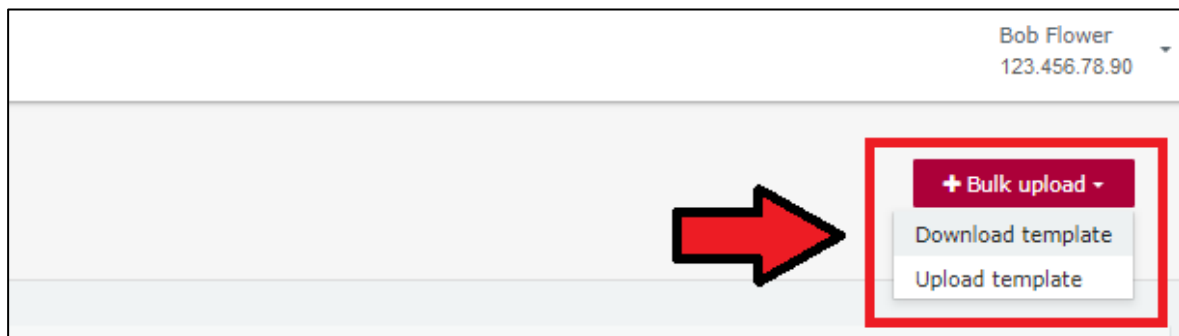 Bob Flower
123.456.78.90
+ Bulk upload
Download template
Upload template